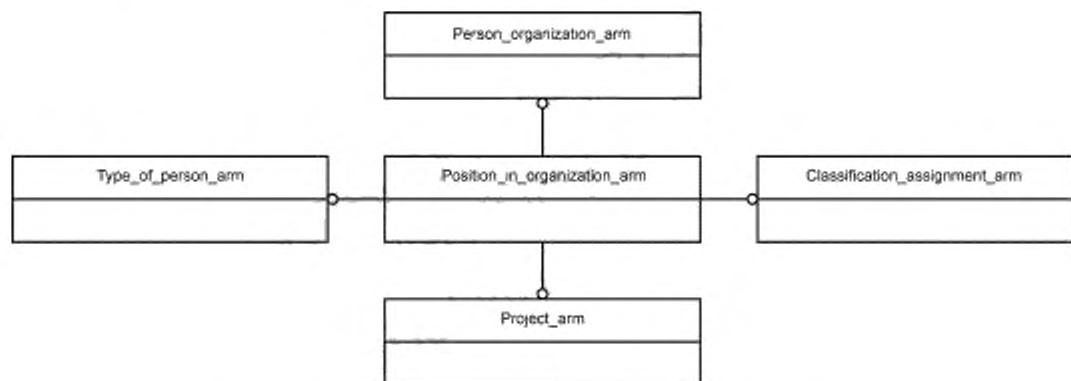 Person_organization_arm
Type_of_person_arm
Position_in_organization_arm
Classification_assignment_arm
Project_arm